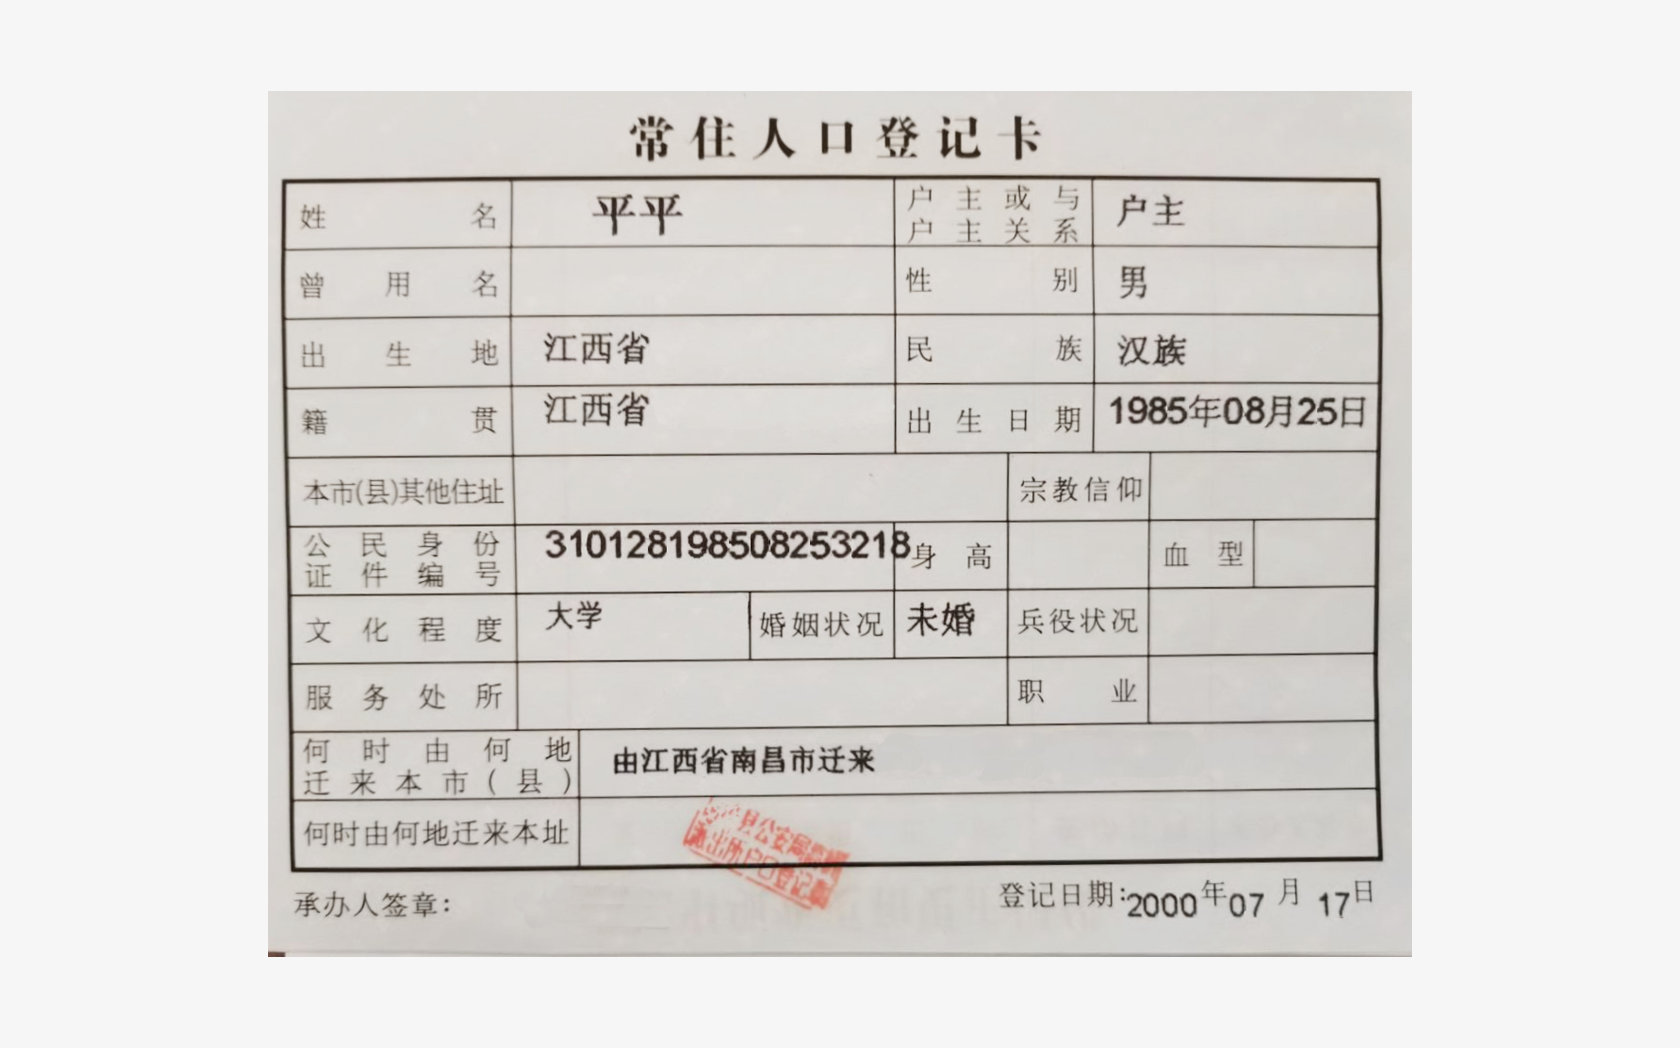 常住人口登记卡
姓名 平平 户主或与户主关系 户主
曾用名 性别 男
出生地 江西省 民族 汉族
籍贯 江西省 出生日期 1985年08月25日
本市(县)其他住址 宗教信仰
公民身份证件编号 310128198508253218 身高 血型
文化程度 大学 婚姻状况 未婚 兵役状况
服务处所 职业
何时由何地迁来本市(县) 由江西省南昌市迁来
何时由何地迁来本址
县公安局
出所户口登记
承办人签章: 登记日期:2000年07月17日